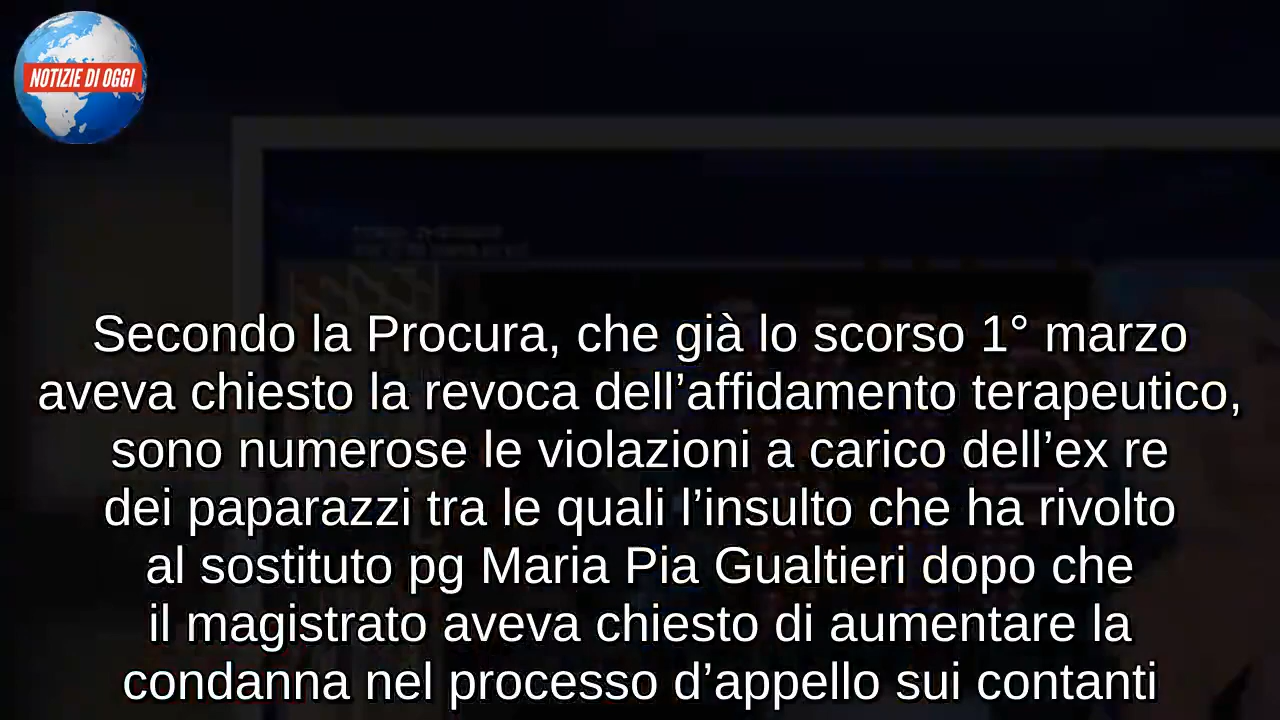 NOTIZIE DI OGGI
Secondo la Procura, che già lo scorso 1° marzo
aveva chiesto la revoca dell’affidamento terapeutico,
sono numerose le violazioni a carico dell’ex re
dei paparazzi tra le quali l’insulto che ha rivolto
al sostituto pg Maria Pia Gualtieri dopo che
il magistrato aveva chiesto di aumentare la
condanna nel processo d’appello sui contanti